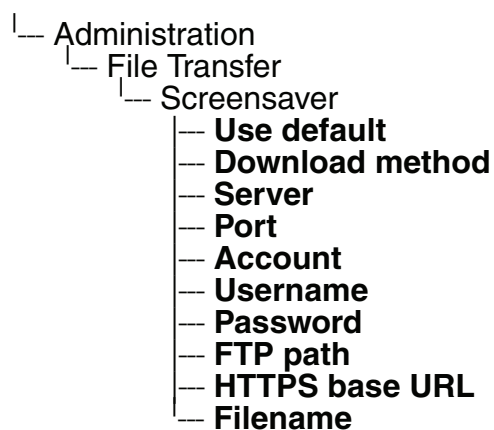 Administration
File Transfer
Screensaver
Use default
Download method
Server
Port
Account
Username
Password
FTP path
HTTPS base URL
Filename